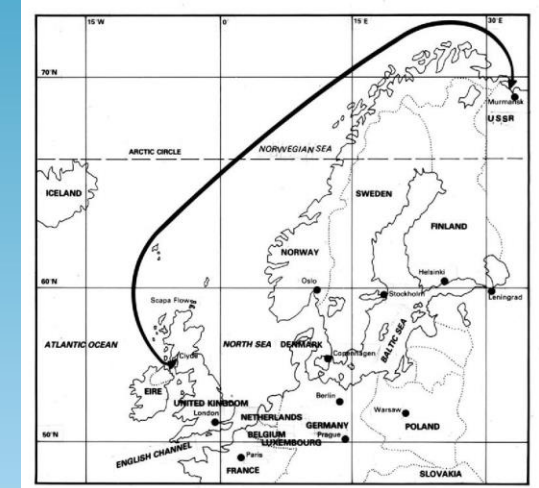 15°W
0°
15°E
30°E
70°N
Murmansk
USSR
ARCTIC CIRCLE
NORWEGIAN SEA
ICELAND
SWEDEN
FINLAND
NORWAY
Helsinki
Oslo
60°N
Stockholm
Leningrad
Scapa Flow
ATLANTIC OCEAN
NORTH SEA
DENMARK
BALTIC SEA
Copenhagen
Clyde
EIRE
UNITED KINGDOM
London
NETHERLANDS
Berlin
Warsaw
GERMANY
POLAND
BELGIUM
Prague
LUXEMBOURG
50°N
ENGLISH CHANNEL
Paris
FRANCE
SLOVAKIA